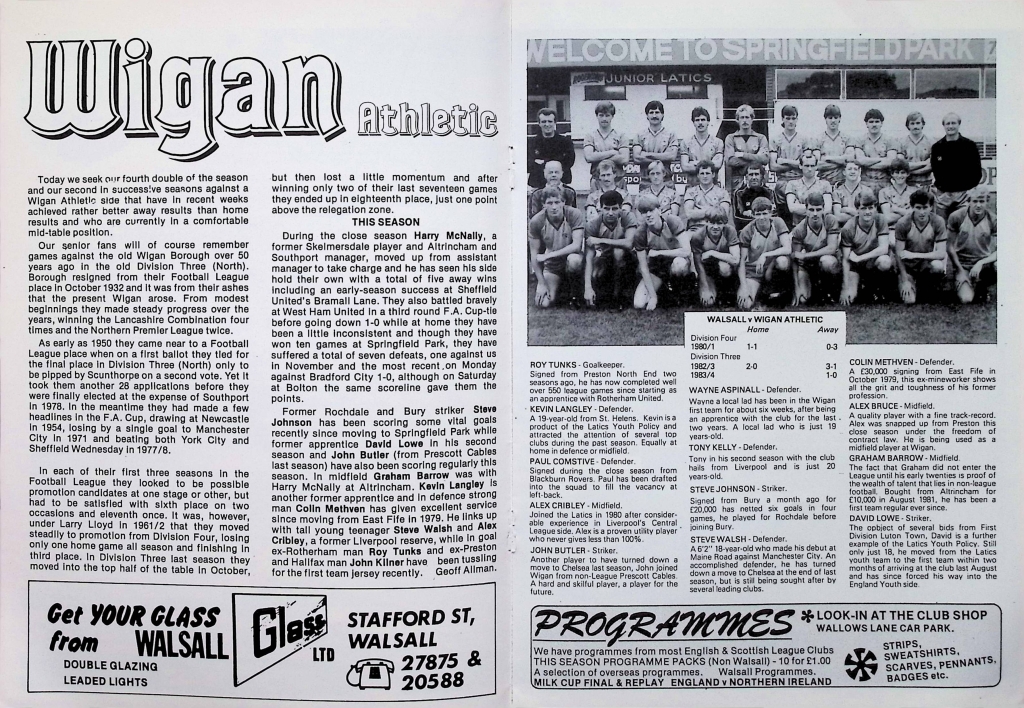 Wigan
Athletic
Today we seek our fourth double of the season
and our second in successive seasons against a
Wigan Athletic side that have in recent weeks
achieved rather better away results than home
results and who are currently in a comfortable
mid-table position.
Our senior fans will of course remember
games against the old Wigan Borough over 50
years ago in the old Division Three (North).
Borough resigned from their Football League
place in October 1932 and it was from their ashes
that the present Wigan arose. From modest
beginnings they made steady progress over the
years, winning the Lancashire Combination four
times and the Northern Premier League twice.
As early as 1950 they came near to a Football
League place when on a first ballot they tied for the
final place in Division Three (North) only to
be pipped by Scunthorpe on a second vote. Yet it
took them another 28 applications before they
were finally elected at the expense of Southport
in 1978. In the meantime they had made a few
headlines in the F.A. Cup, drawing at Newcastle
in 1954, losing by a single goal to Manchester
City in 1971 and beating both York City and
Sheffield Wednesday in 1977/8.
In each of their first three seasons in the
Football League they looked to be possible
promotion candidates at one stage or other, but
had to be satisfied with sixth place on two
occasions and eleventh once. It was, however,
under Larry Lloyd in 1961/2 that they moved
steadily to promotion from Division Four, losing
only one home game all season and finishing in
third place. In Division Three last season they
moved into the top half of the table in October,
but then lost a little momentum and after
winning only two of their last seventeen games
they ended up in eighteenth place, just one point
above the relegation zone.
THIS SEASON
During the close season Harry McNally, a
former Skelmersdale player and Altrincham and
Southport manager, moved up from assistant
manager to take charge and he has seen his side
hold their own with a total of five away wins
including an early-season success at Sheffield
United's Bramall Lane. They also battled bravely
at West Ham United in a third round F.A. Cup-tie
before going down 1-0 while at home they have
been a little inconsistent and though they have
won ten games at Springfield Park, they have
suffered a total of seven defeats, one against us
in November and the most recent on Monday
against Bradford City 1-0, although on Saturday
at Bolton the same scoreline gave them the
points.
Former Rochdale and Bury striker Steve
Johnson has been scoring some vital goals
recently since moving to Springfield Park while
former apprentice David Lowe in his second
season and John Butler (from Prescott Cables
last season) have also been scoring regularly this
season. In midfield Graham Barrow was with
Harry McNally at Altrincham. Kevin Langley is
another former apprentice and in defence strong
man Colin Methven has given excellent service
since moving from East Fife in 1979. He links up
with tall young teenager Steve Walsh and Alex
Cribley, a former Liverpool reserve, while in goal
ex-Rotherham man Roy Tunks and ex-Preston
and Halifax man John Kilner have been tussling
for the first team jersey recently. Geoff Allman.
Get YOUR GLASS
from WALSALL
DOUBLE GLAZING
LEADED LIGHTS
Glass
LTD
STAFFORD ST,
WALSALL
27875 &
20588
WELCOME TO SPRINGFIELD PARK 7
JUNIOR LATICS
WALSALL v WIGAN ATHLETIC
Home Away
Division Four
1980/1 1-1 0-3
Division Three
1982/3 2-0 3-1
1983/4 1-0
ROY TUNKS - Goalkeeper.
Signed from Preston North End two
seasons ago, he has now completed well
over 550 league games since starting as
an apprentice with Rotherham United.
KEVIN LANGLEY - Defender.
A 19-year-old from St. Helens. Kevin is a
product of the Latics Youth Policy and
attracted the attention of several top
clubs during the past season. Equally at
home in defence or midfield.
PAUL COMSTIVE - Defender.
Signed during the close season from
Blackburn Rovers. Paul has been drafted
into the squad to fill the vacancy at
left-back.
ALEX CRIBLEY - Midfield.
Joined the Latics in 1980 after consider-
able experience in Liverpool's Central
League side. Alex is a proven utility player
who never gives less than 100%.
JOHN BUTLER - Striker.
Another player to have turned down a
move to Chelsea last season, John joined
Wigan from non-League Prescott Cables.
A hard and skilful player, a player for the
future.
WAYNE ASPINALL - Defender.
Wayne a local lad has been in the Wigan
first team for about six weeks, after being
an apprentice with the club for the last
two years. A local lad who is just 19
years-old.
TONY KELLY - Defender.
Tony in his second season with the club
hails from Liverpool and is just 20
years-old.
STEVE JOHNSON - Striker.
Signed from Bury a month ago for
£20,000 has netted six goals in four
games, he played for Rochdale before
joining Bury.
STEVE WALSH - Defender.
A 6'2" 18-year-old who made his debut at
Maine Road against Manchester City. An
accomplished defender, he has turned
down a move to Chelsea at the end of last
season, but is still being sought after by
several leading clubs.
COLIN METHVEN - Defender.
A £30,000 signing from East Fife in
October 1979, this ex-mineworker shows
all the grit and toughness of his former
profession.
ALEX BRUCE - Midfield.
A quality player with a fine track-record.
Alex was snapped up from Preston this
close season under the freedom of
contract law. He is being used as a
midfield player at Wigan.
GRAHAM BARROW - Midfield.
The fact that Graham did not enter the
League until his early twenties is proof of
the wealth of talent that lies in non-league
football. Bought from Altrincham for
£10,000 in August 1981, he has been a
first team regular ever since.
DAVID LOWE - Striker.
The oobject of several bids from First
Division Luton Town, David is a further
example of the Latics Youth Policy. Still
only just 18, he moved from the Latics
youth team to the first team within two
months of arriving at the club last August
and has since forced his way into the
England Youth side.
PROGRAMMES
We have programmes from most English & Scottish League Clubs
THIS SEASON PROGRAMME PACKS (Non Walsall) - 10 for £1.00
A selection of overseas programmes. Walsall Programmes.
MILK CUP FINAL & REPLAY ENGLAND v NORTHERN IRELAND
LOOK-IN AT THE CLUB SHOP
WALLOWS LANE CAR PARK.
STRIPS,
SWEATSHIRTS,
SCARVES, PENNANTS,
BADGES etc.